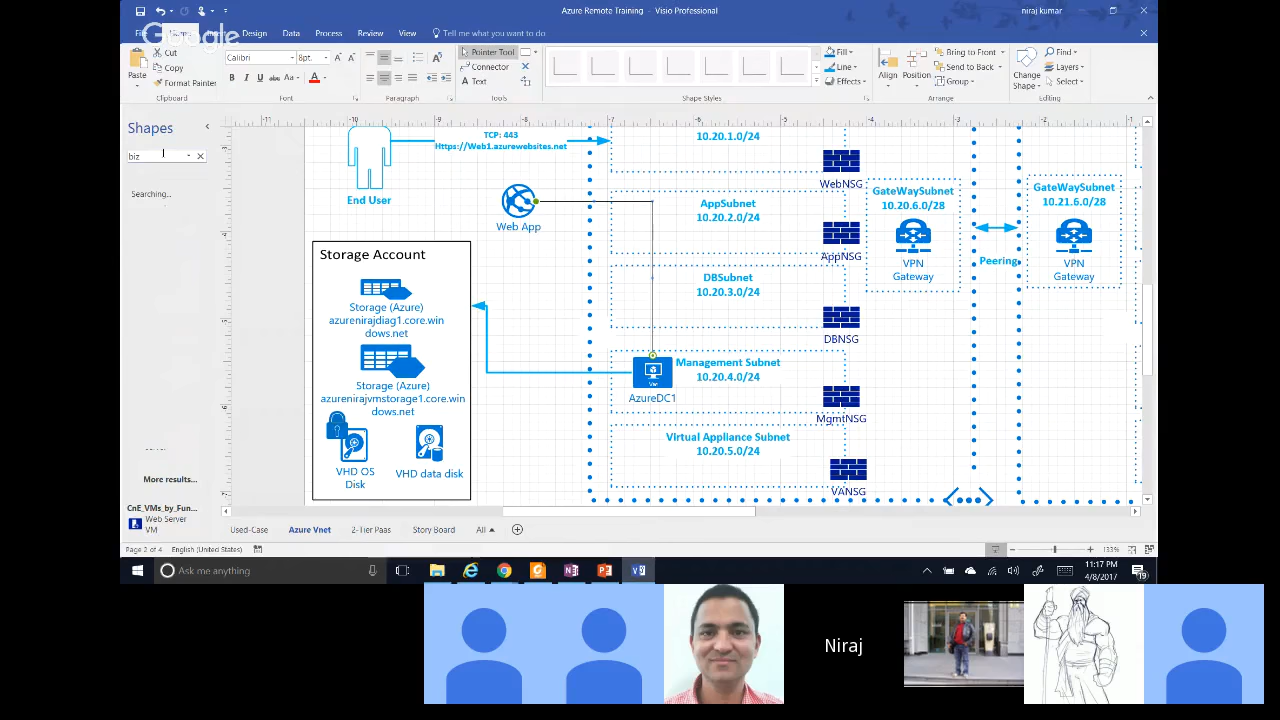 Azure Remote Training - Visio Professional
niraj kumar
Google
Design
Data
Process
Review
View
Tell me what you want to do
Paste
Cut
Copy
Format Painter
Clipboard
Calibri
8pt.
B I U abc Aa A
Font
Paragraph
Pointer Tool
Connector
Text
Tools
Shape Styles
Fill
Line
Effects
Align
Position
Bring to Front
Send to Back
Group
Arrange
Change
Shape
Find
Layers
Select
Editing
Shapes
biz
Searching...
More results...
CnE_VMs_by_Fun...
Web Server
VM
End User
TCP: 443
Https://Web1.azurewebsites.net
Web App
Storage Account
Storage (Azure)
azurenirajdiag1.core.win
dows.net
Storage (Azure)
azurenirajvmstorage1.core.win
dows.net
VHD OS
Disk
VHD data disk
10.20.1.0/24
WebNSG
AppSubnet
10.20.2.0/24
AppNSG
DBSubnet
10.20.3.0/24
DBNSG
Management Subnet
10.20.4.0/24
AzureDC1
MgmtNSG
Virtual Appliance Subnet
10.20.5.0/24
VANSG
GateWaySubnet
10.20.6.0/28
VPN
Gateway
Peering
GateWaySubnet
10.21.6.0/28
VPN
Gateway
Used-Case
Azure Vnet
2-Tier Paas
Story Board
All
Page 2 of 4
English (United States)
133%
Ask me anything
11:17 PM
4/8/2017
19
Niraj